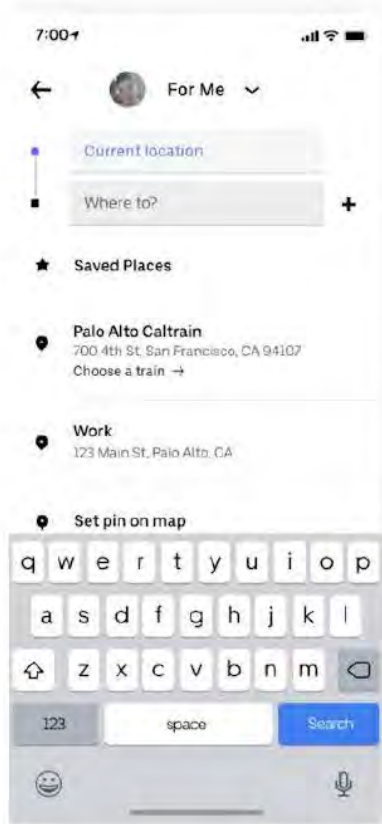 7:00
For Me
Current location
Where to?
+
Saved Places
Palo Alto Caltrain
700 4th St, San Francisco, CA 94107
Choose a train →
Work
123 Main St, Palo Alto, CA
Set pin on map
q w e r t y u i o p
a s d f g h j k l
z x c v b n m
123 space Search